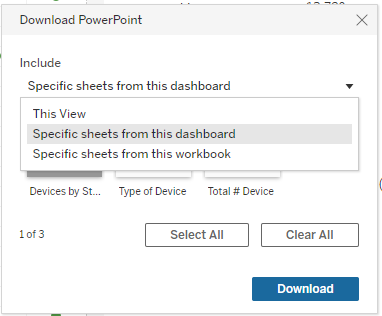 Download PowerPoint
Include
Specific sheets from this dashboard
This View
Specific sheets from this dashboard
Specific sheets from this workbook
Devices by St... Type of Device Total # Device
1 of 3 Select All Clear All
Download